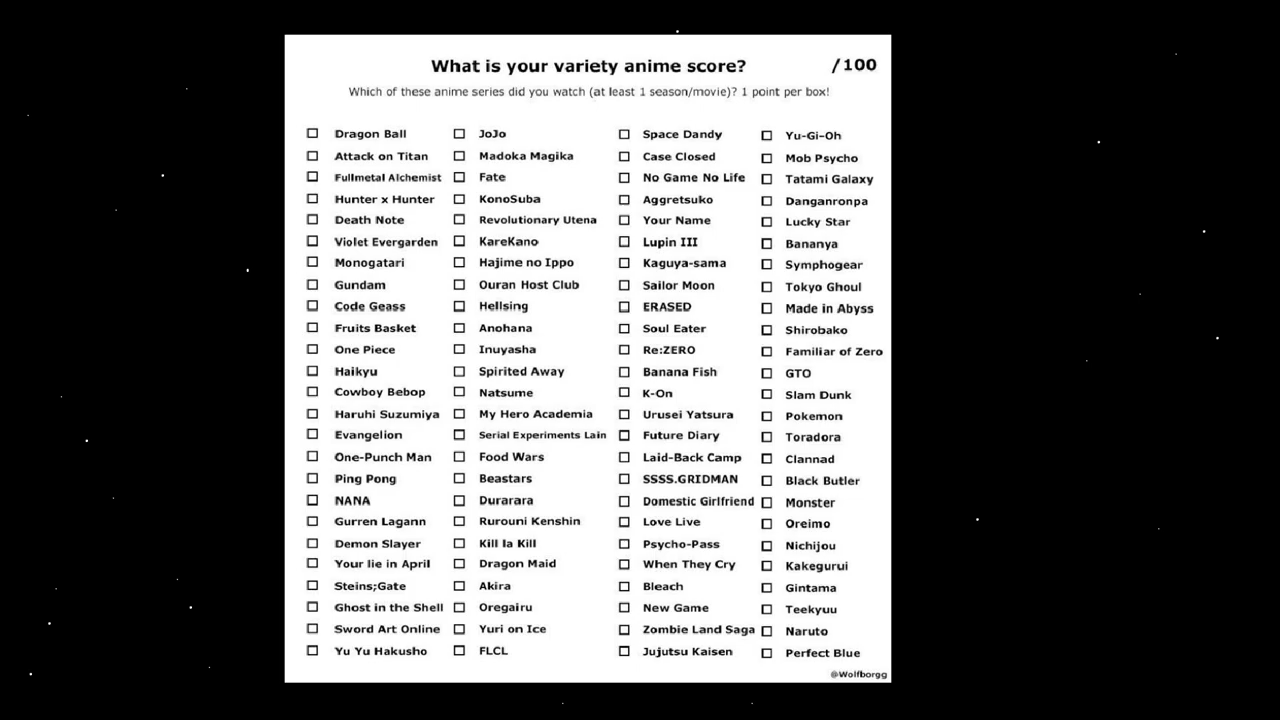 What is your variety anime score?
/100
Which of these anime series did you watch (at least 1 season/movie)? 1 point per box!
Dragon Ball
Attack on Titan
Fullmetal Alchemist
Hunter x Hunter
Death Note
Violet Evergarden
Monogatari
Gundam
Code Geass
Fruits Basket
One Piece
Haikyu
Cowboy Bebop
Haruhi Suzumiya
Evangelion
One-Punch Man
Ping Pong
NANA
Gurren Lagann
Demon Slayer
Your lie in April
Steins;Gate
Ghost in the Shell
Sword Art Online
Yu Yu Hakusho
JoJo
Madoka Magika
Fate
KonoSuba
Revolutionary Utena
KareKano
Hajime no Ippo
Ouran Host Club
Hellsing
Anohana
Inuyasha
Spirited Away
Natsume
My Hero Academia
Serial Experiments Lain
Food Wars
Beastars
Durarara
Rurouni Kenshin
Kill la Kill
Dragon Maid
Akira
Oregairu
Yuri on Ice
FLCL
Space Dandy
Case Closed
No Game No Life
Aggretsuko
Your Name
Lupin III
Kaguya-sama
Sailor Moon
ERASED
Soul Eater
Re:ZERO
Banana Fish
K-On
Urusei Yatsura
Future Diary
Laid-Back Camp
SSSS.GRIDMAN
Domestic Girlfriend
Love Live
Psycho-Pass
When They Cry
Bleach
New Game
Zombie Land Saga
Jujutsu Kaisen
Yu-Gi-Oh
Mob Psycho
Tatami Galaxy
Danganronpa
Lucky Star
Bananya
Symphogear
Tokyo Ghoul
Made in Abyss
Shirobako
Familiar of Zero
GTO
Slam Dunk
Pokemon
Toradora
Clannad
Black Butler
Monster
Oreimo
Nichijou
Kakegurui
Gintama
Teekyuu
Naruto
Perfect Blue
@Wolfborgg